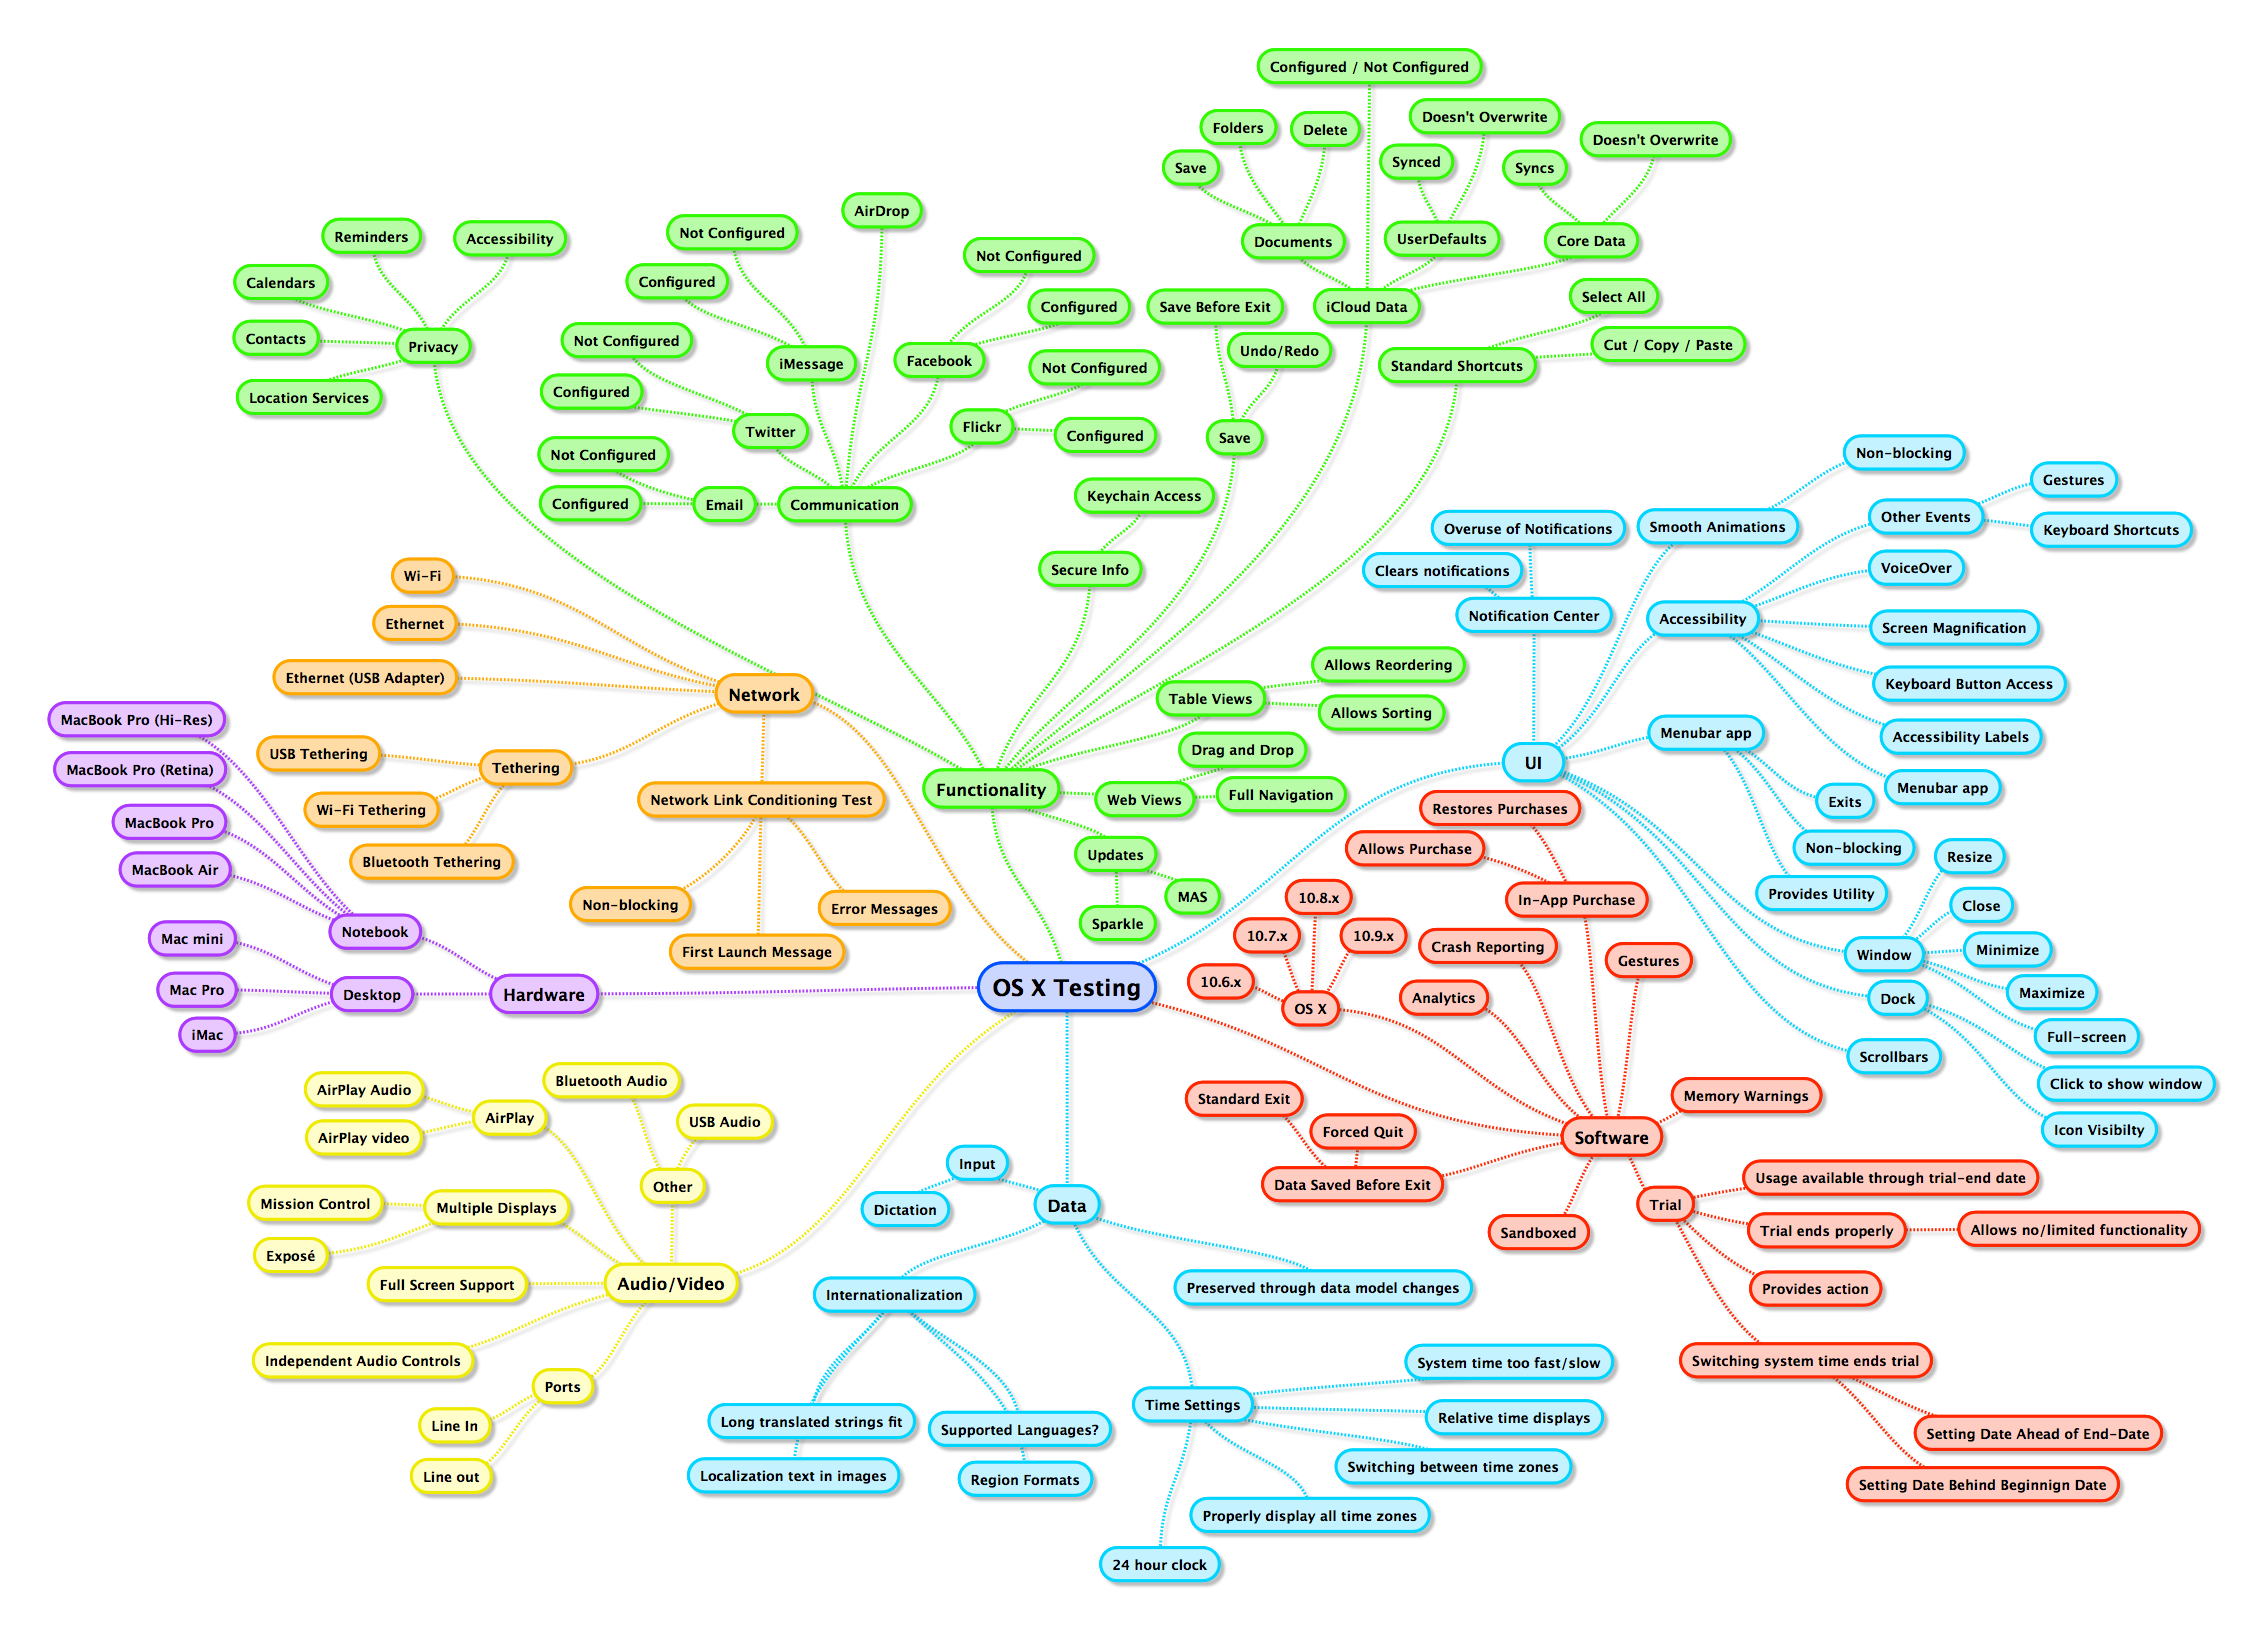 Configured / Not Configured
Folders
Delete
Doesn't Overwrite
Doesn't Overwrite
Save
Synced
Syncs
Documents
UserDefaults
Core Data
iCloud Data
Select All
Cut / Copy / Paste
Standard Shortcuts
Save Before Exit
Undo/Redo
Save
Reminders
Accessibility
Calendars
Contacts
Location Services
Privacy
AirDrop
Not Configured
Configured
iMessage
Not Configured
Configured
Facebook
Not Configured
Configured
Twitter
Not Configured
Configured
Flickr
Not Configured
Configured
Email
Communication
Keychain Access
Secure Info
Allows Reordering
Table Views
Allows Sorting
Drag and Drop
Web Views
Full Navigation
Functionality
Updates
MAS
Sparkle
Wi-Fi
Ethernet
Ethernet (USB Adapter)
Network
USB Tethering
Tethering
Wi-Fi Tethering
Bluetooth Tethering
Network Link Conditioning Test
Non-blocking
Error Messages
First Launch Message
MacBook Pro (Hi-Res)
MacBook Pro (Retina)
MacBook Pro
MacBook Air
Notebook
Mac mini
Mac Pro
iMac
Desktop
Hardware
OS X Testing
Non-blocking
Smooth Animations
Gestures
Other Events
Keyboard Shortcuts
VoiceOver
Accessibility
Screen Magnification
Keyboard Button Access
Accessibility Labels
Menubar app
Overuse of Notifications
Clears notifications
Notification Center
UI
Menubar app
Exits
Non-blocking
Provides Utility
Resize
Close
Window
Minimize
Maximize
Full-screen
Dock
Click to show window
Icon Visibilty
Scrollbars
Restores Purchases
Allows Purchase
In-App Purchase
10.8.x
10.7.x
10.9.x
10.6.x
OS X
Crash Reporting
Analytics
Gestures
Memory Warnings
Software
Standard Exit
Forced Quit
Data Saved Before Exit
Sandboxed
Trial
Usage available through trial-end date
Trial ends properly
Allows no/limited functionality
Provides action
Switching system time ends trial
Setting Date Ahead of End-Date
Setting Date Behind Beginnign Date
AirPlay Audio
AirPlay video
AirPlay
Bluetooth Audio
USB Audio
Other
Mission Control
Multiple Displays
Exposé
Full Screen Support
Audio/Video
Independent Audio Controls
Ports
Line In
Line out
Input
Dictation
Data
Internationalization
Preserved through data model changes
Long translated strings fit
Localization text in images
Supported Languages?
Region Formats
Time Settings
System time too fast/slow
Relative time displays
Switching between time zones
Properly display all time zones
24 hour clock